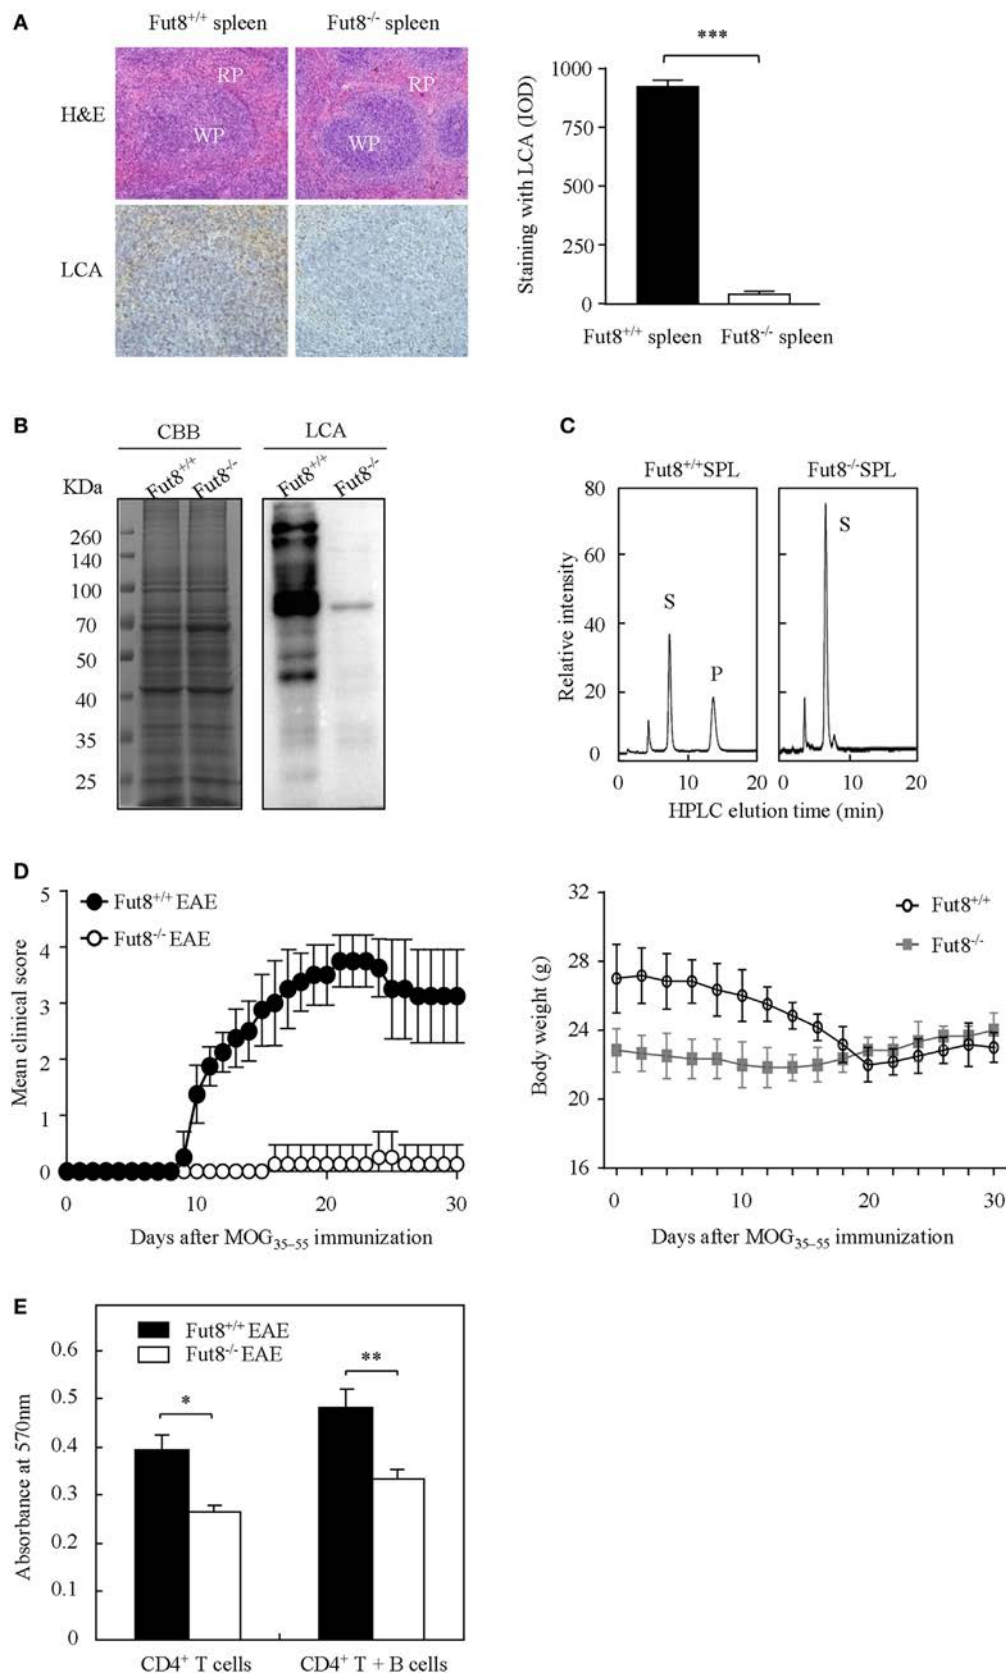 A
Fut8+/+ spleen Fut8-/- spleen
H&E
RP
WP
RP
WP
LCA
***
Staining with LCA (IOD)
1000
750
500
250
0
Fut8+/+ spleen Fut8-/- spleen
B
CBB LCA
KDa
Fut8+/+ Fut8-/- Fut8+/+ Fut8-/-
260
140
100
70
50
40
35
25
C
Fut8+/+SPL Fut8-/-SPL
Relative intensity
80
60
40
20
0
S
P
S
0 10 20 0 10 20
HPLC elution time (min)
D
Mean clinical score
5
4
3
2
1
0
Fut8+/+ EAE
Fut8-/- EAE
0 10 20 30
Days after MOG35–55 immunization
Body weight (g)
32
28
24
20
16
Fut8+/+
Fut8-/-
0 10 20 30
Days after MOG35–55 immunization
E
Absorbance at 570nm
0.6
0.5
0.4
0.3
0.2
0.1
0
Fut8+/+ EAE
Fut8-/- EAE
*
**
CD4+ T cells CD4+ T + B cells